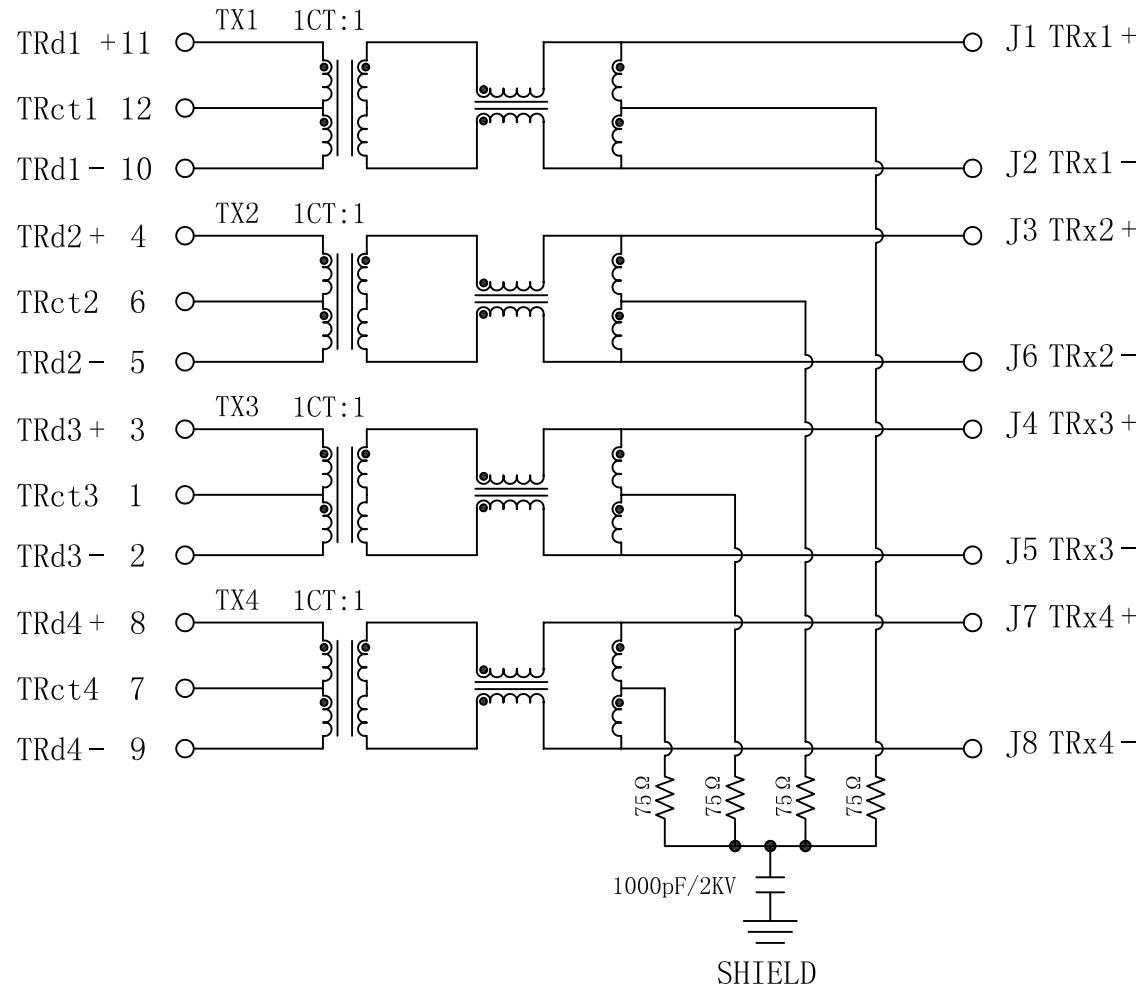 TX1 1CT:1
TRd1 +11 J1 TRx1+
TRct1 12
TRd1- 10 J2 TRx1-
TX2 1CT:1
TRd2+ 4 J3 TRx2+
TRct2 6
TRd2- 5 J6 TRx2-
TX3 1CT:1
TRd3+ 3 J4 TRx3+
TRct3 1
TRd3- 2 J5 TRx3-
TX4 1CT:1
TRd4+ 8 J7 TRx4+
TRct4 7
TRd4- 9 J8 TRx4-
75Ω 75Ω 75Ω 75Ω
1000pF/2KV
SHIELD